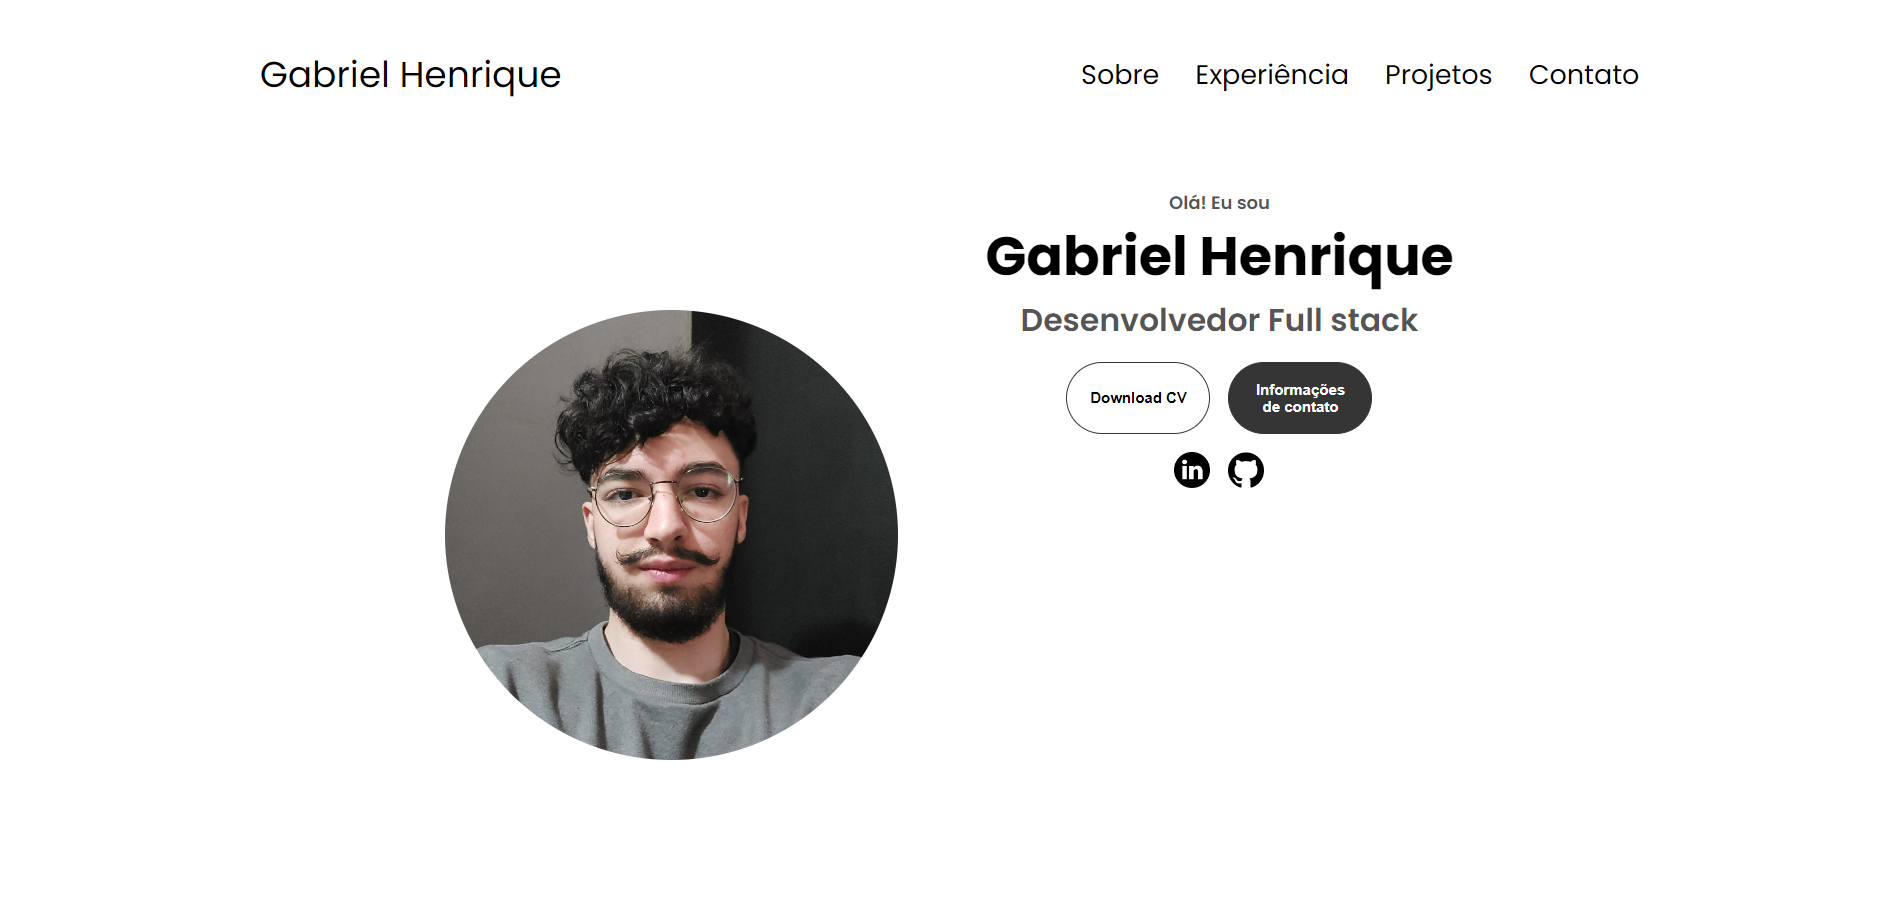 Gabriel Henrique
Sobre Experiência Projetos Contato
Olá! Eu sou
Gabriel Henrique
Desenvolvedor Full stack
Download CV
Informações
de contato
in